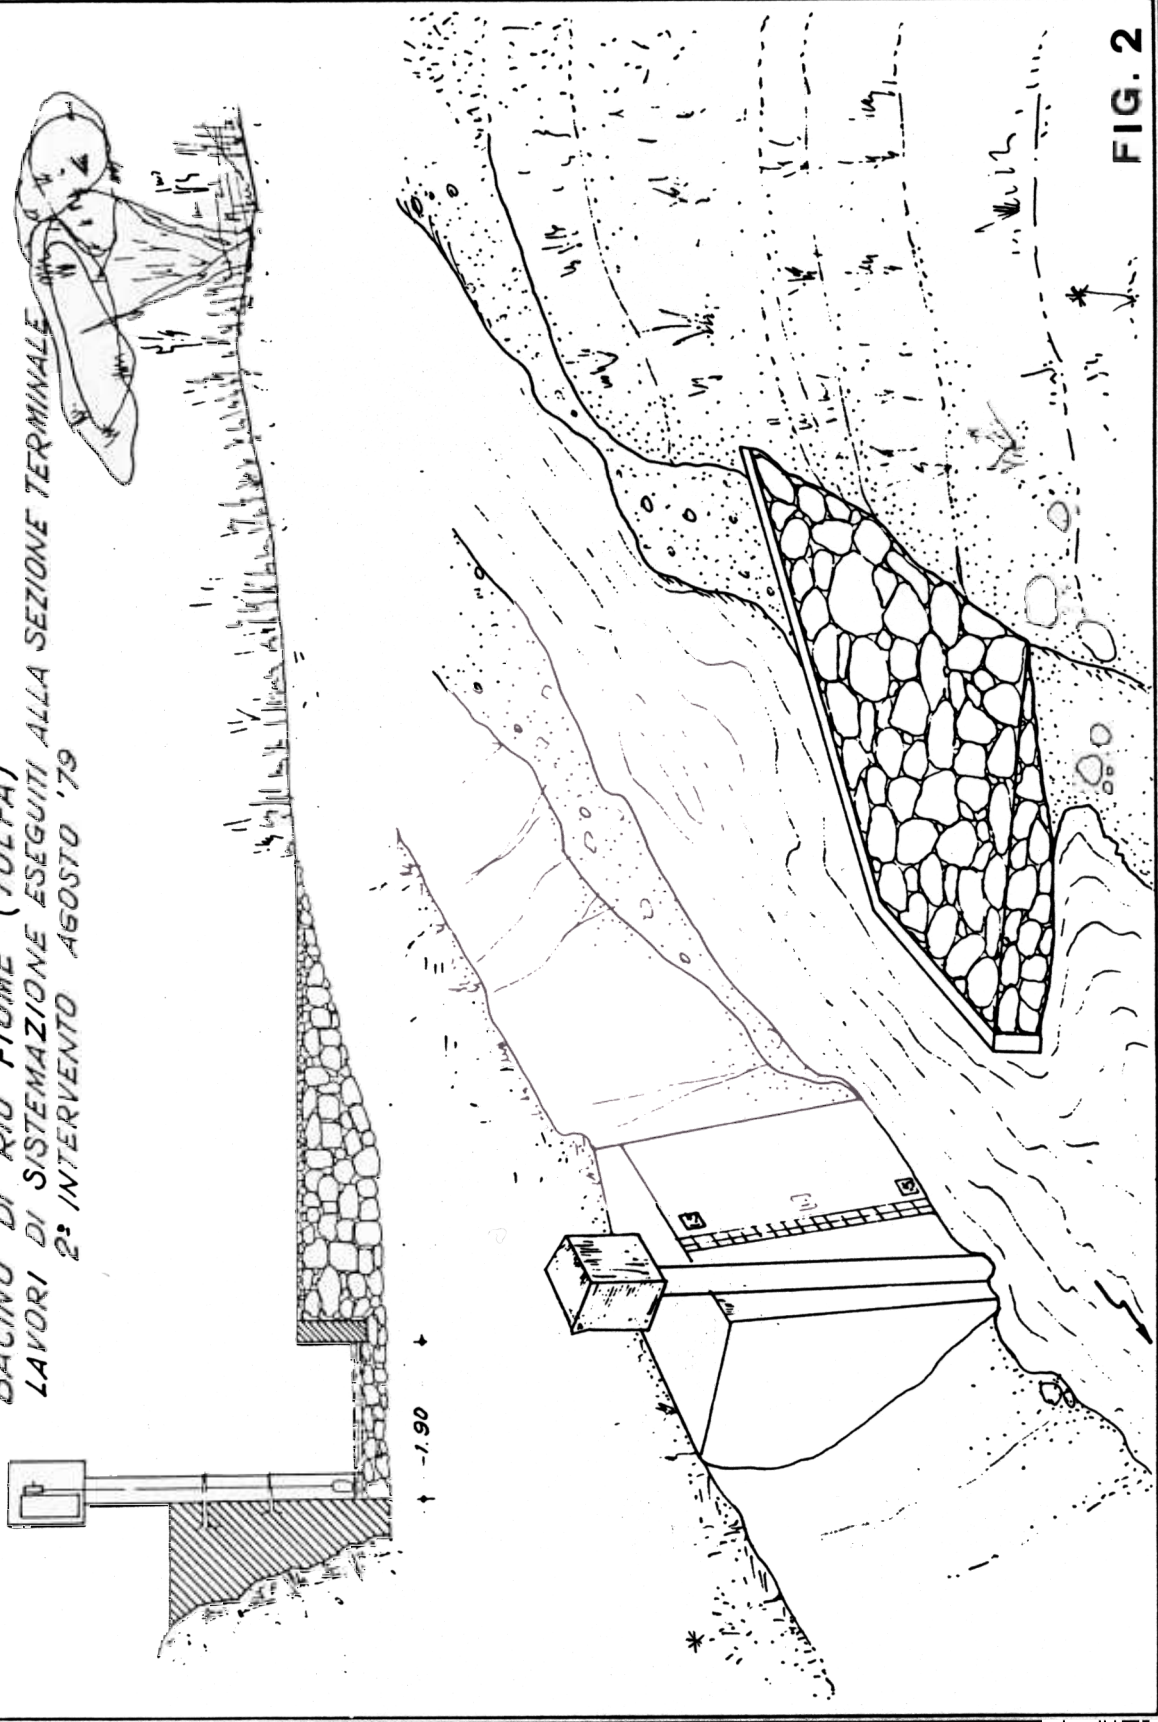 BACINO DI RIO FIUME (TOLFA)
LAVORI DI SISTEMAZIONE ESEGUITI ALLA SEZIONE TERMINALE
2° INTERVENTO AGOSTO '79
-1.90
FIG. 2